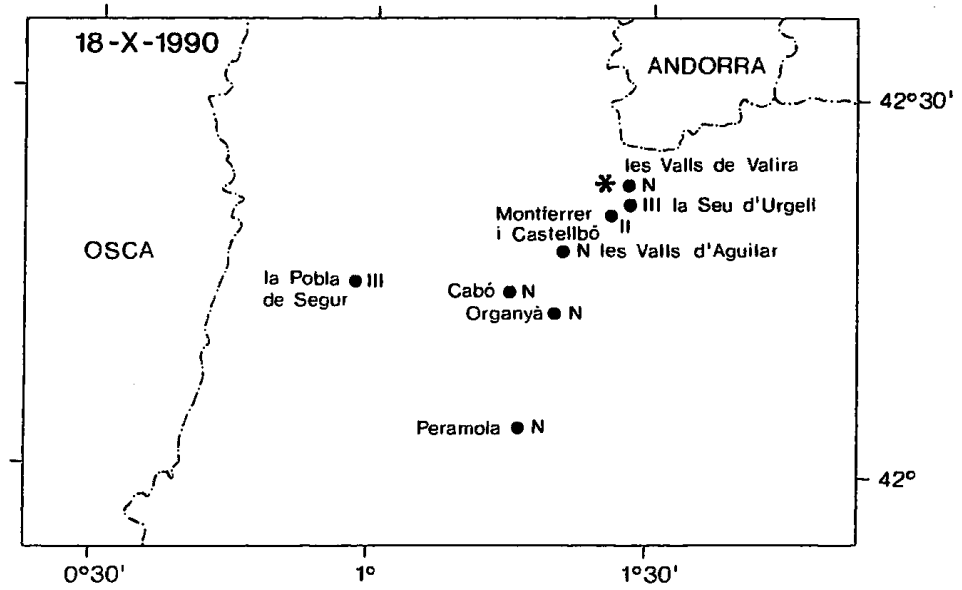 18-X-1990
ANDORRA
42°30'
les Valls de Valira
* N
III la Seu d'Urgell
Montferrer
i Castellbó
II
OSCA
N les Valls d'Aguilar
la Pobla
de Segur
III
Cabó N
Organyà N
Peramola N
42°
0°30'
1°
1°30'